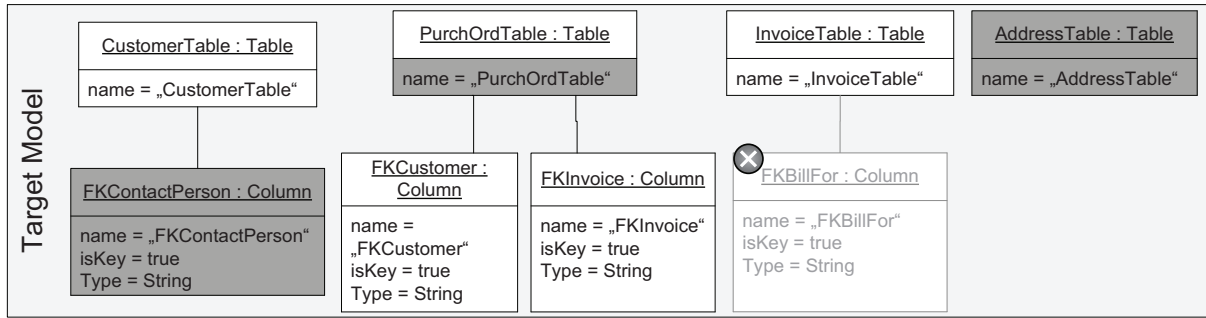 Target Model
CustomerTable : Table
name = „CustomerTable“
FKContactPerson : Column
name = „FKContactPerson“
isKey = true
Type = String
PurchOrdTable : Table
name = „PurchOrdTable“
FKCustomer :
Column
name =
„FKCustomer“
isKey = true
Type = String
FKInvoice : Column
name = „FKInvoice“
isKey = true
Type = String
InvoiceTable : Table
name = „InvoiceTable“
FKBillFor : Column
name = „FKBillFor“
isKey = true
Type = String
AddressTable : Table
name = „AddressTable“